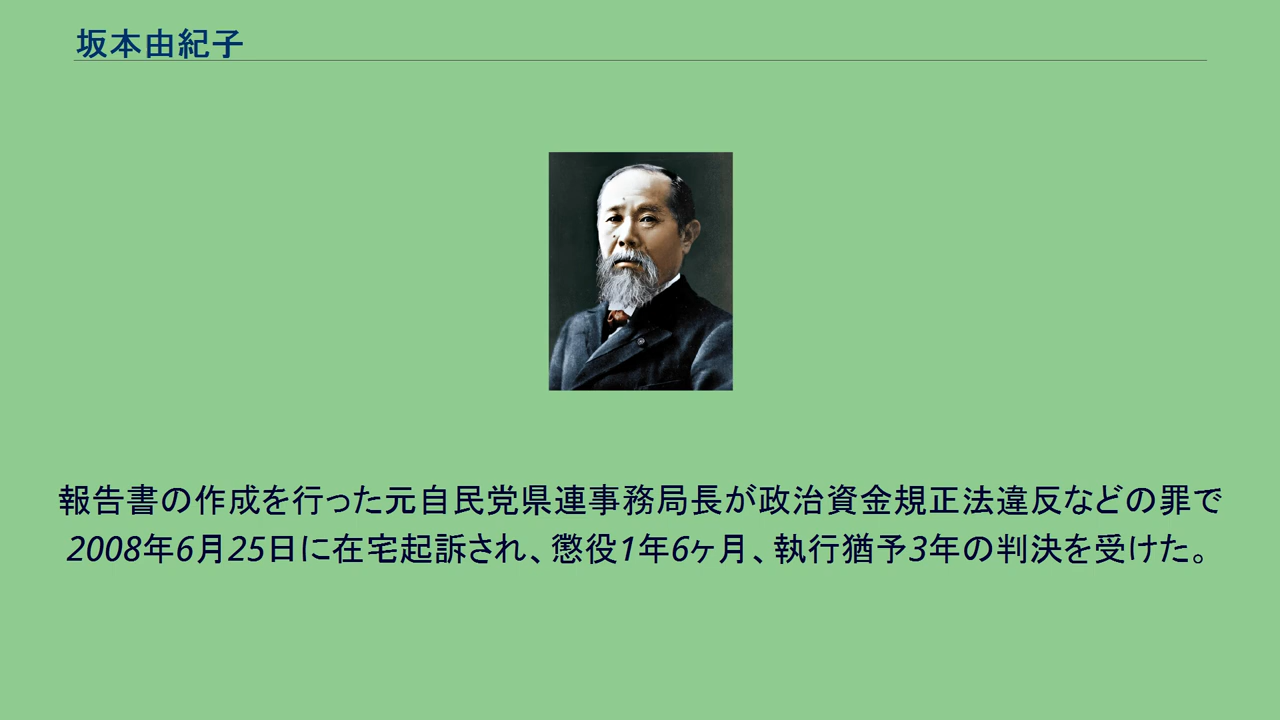 坂本由紀子
報告書の作成を行った元自民党県連事務局長が政治資金規正法違反などの罪で
2008年6月25日に在宅起訴され、懲役1年6ヶ月、執行猶予3年の判決を受けた。